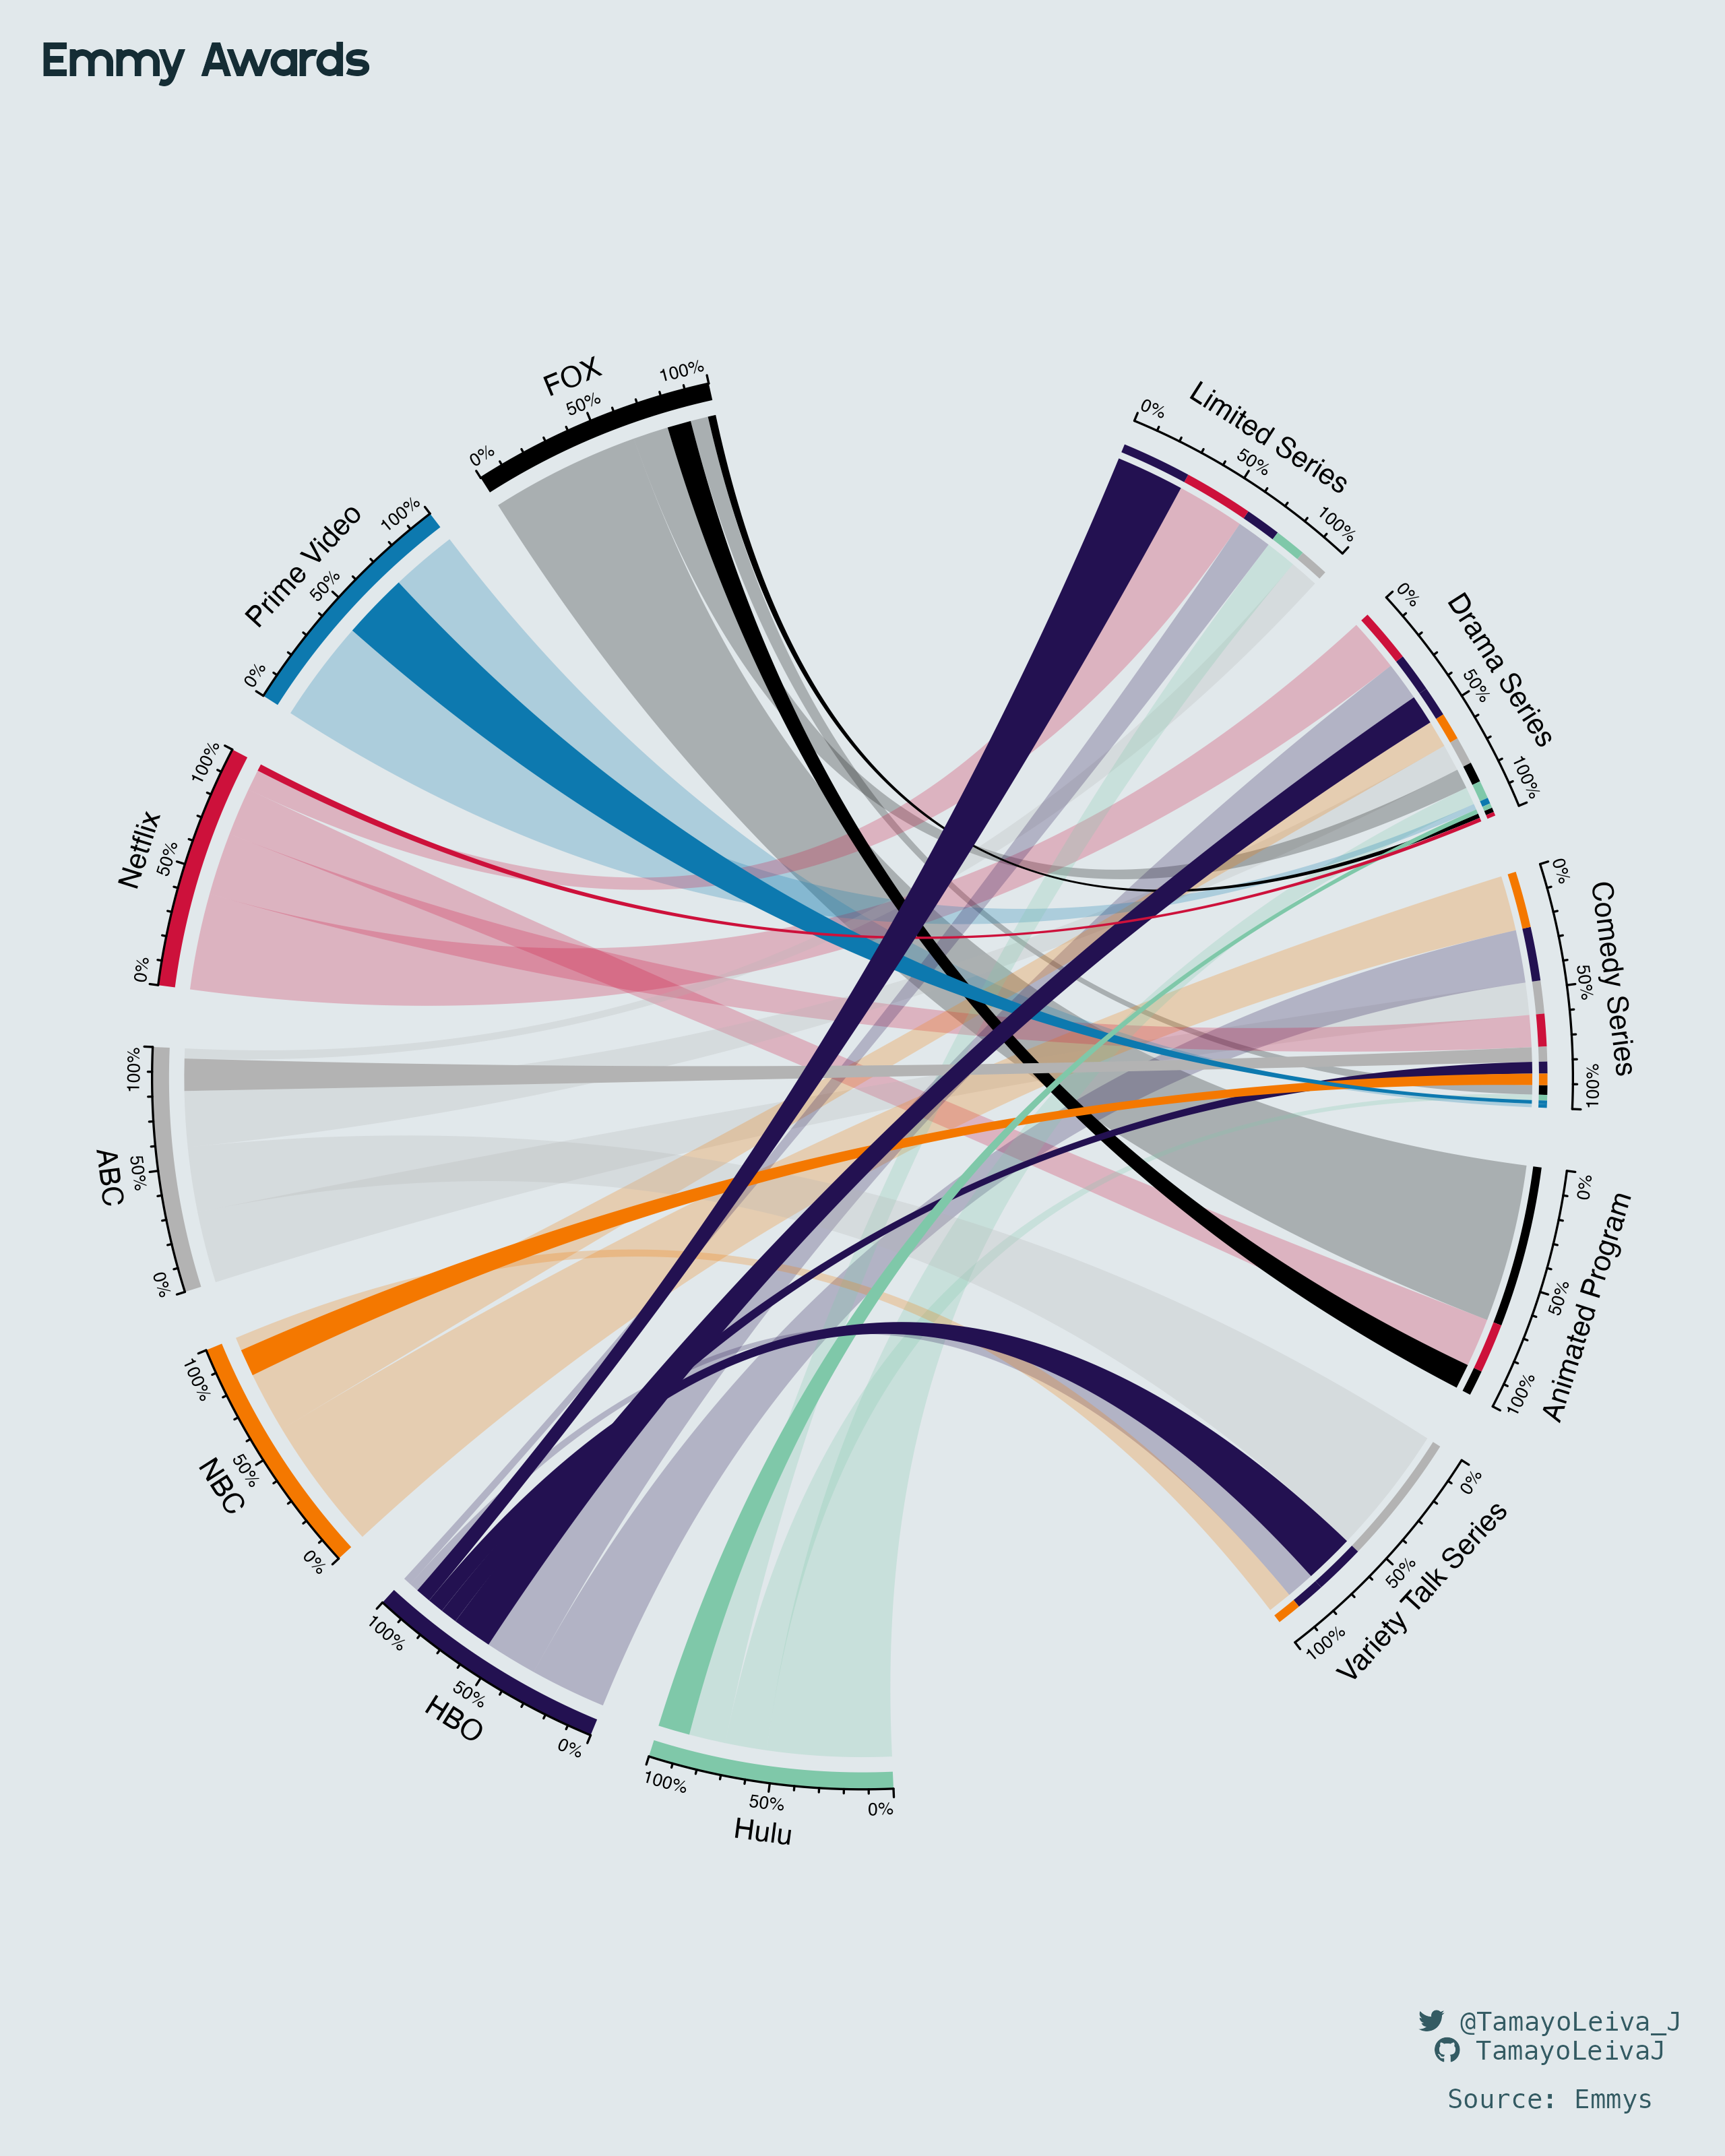 Emmy Awards
FOX
0%
50%
100%
Limited Series
0%
50%
100%
Prime Video
0%
50%
100%
Drama Series
0%
50%
100%
Netflix
0%
50%
100%
Comedy Series
0%
50%
100%
ABC
0%
50%
100%
Animated Program
0%
50%
100%
NBC
0%
50%
100%
Variety Talk Series
0%
50%
100%
HBO
0%
50%
100%
Hulu
0%
50%
100%
@TamayoLeiva_J
TamayoLeivaJ
Source: Emmys